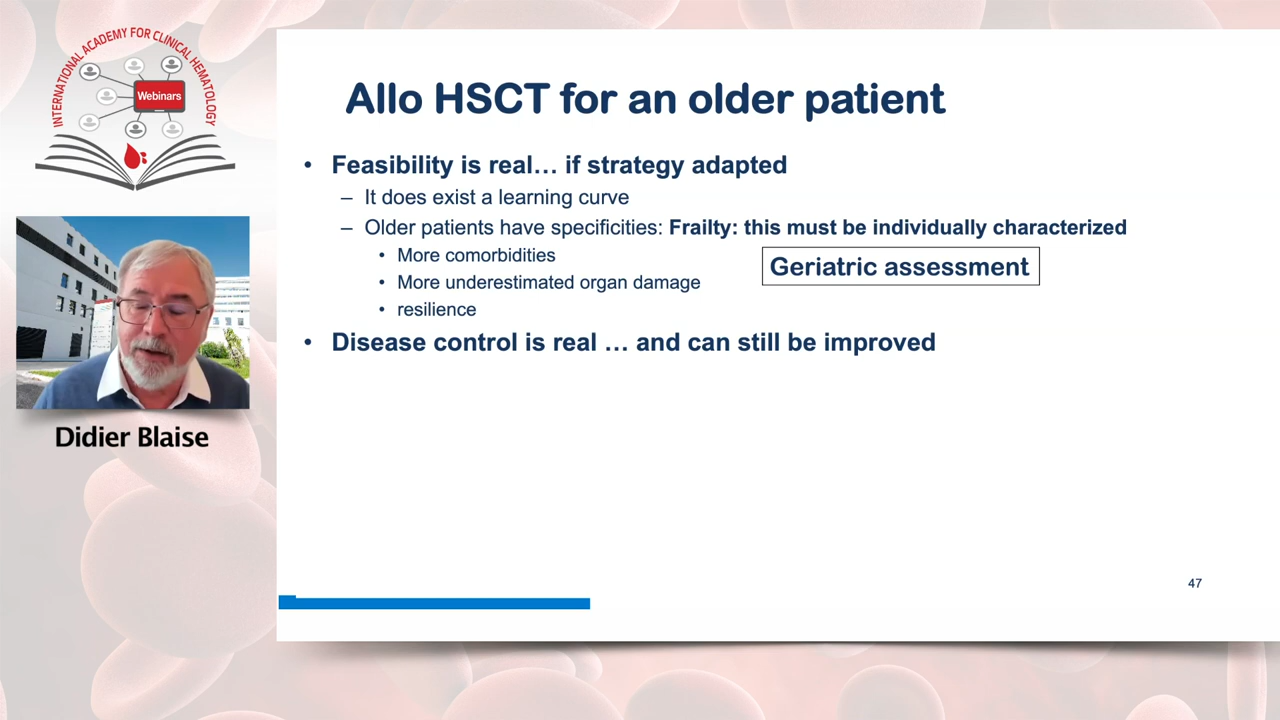 INTERNATIONAL ACADEMY FOR CLINICAL HEMATOLOGY
Webinars
Didier Blaise
Allo HSCT for an older patient
• Feasibility is real… if strategy adapted
– It does exist a learning curve
– Older patients have specificities: Frailty: this must be individually characterized
• More comorbidities
Geriatric assessment
• More underestimated organ damage
• resilience
• Disease control is real … and can still be improved
47